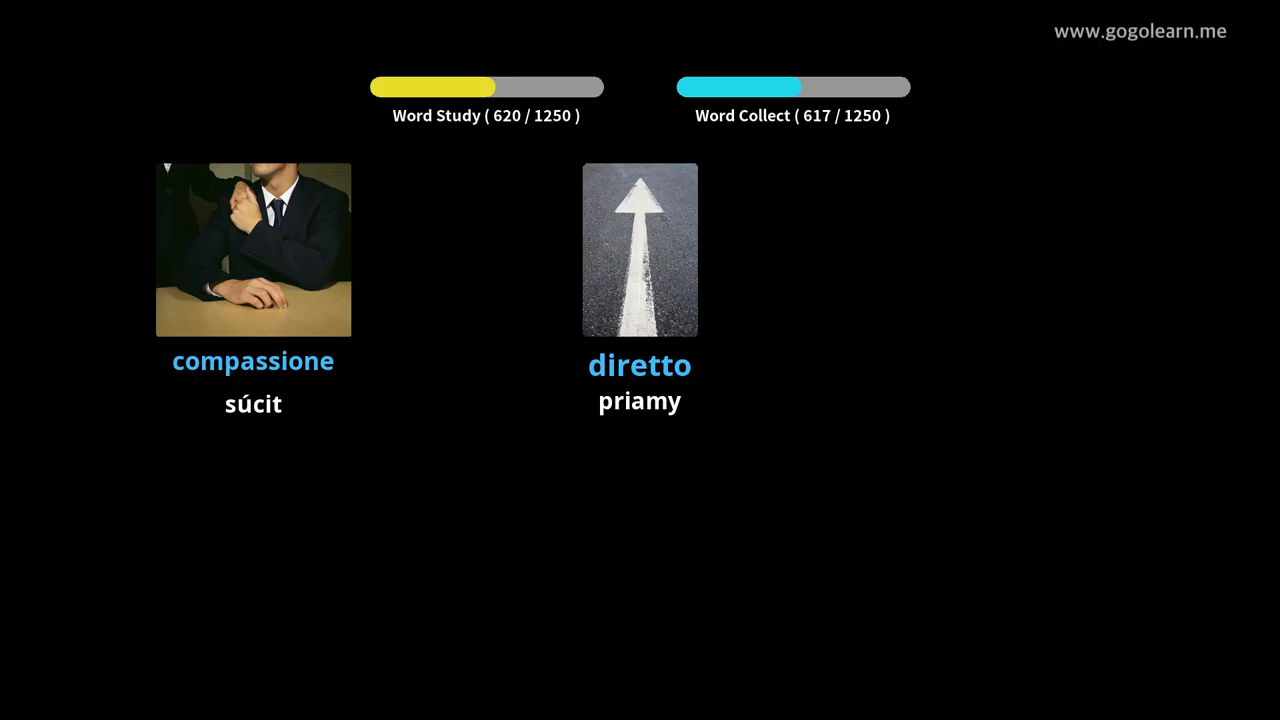 www.gogolearn.me
Word Study ( 620 / 1250 )
Word Collect ( 617 / 1250 )
compassione
súcit
diretto
priamy